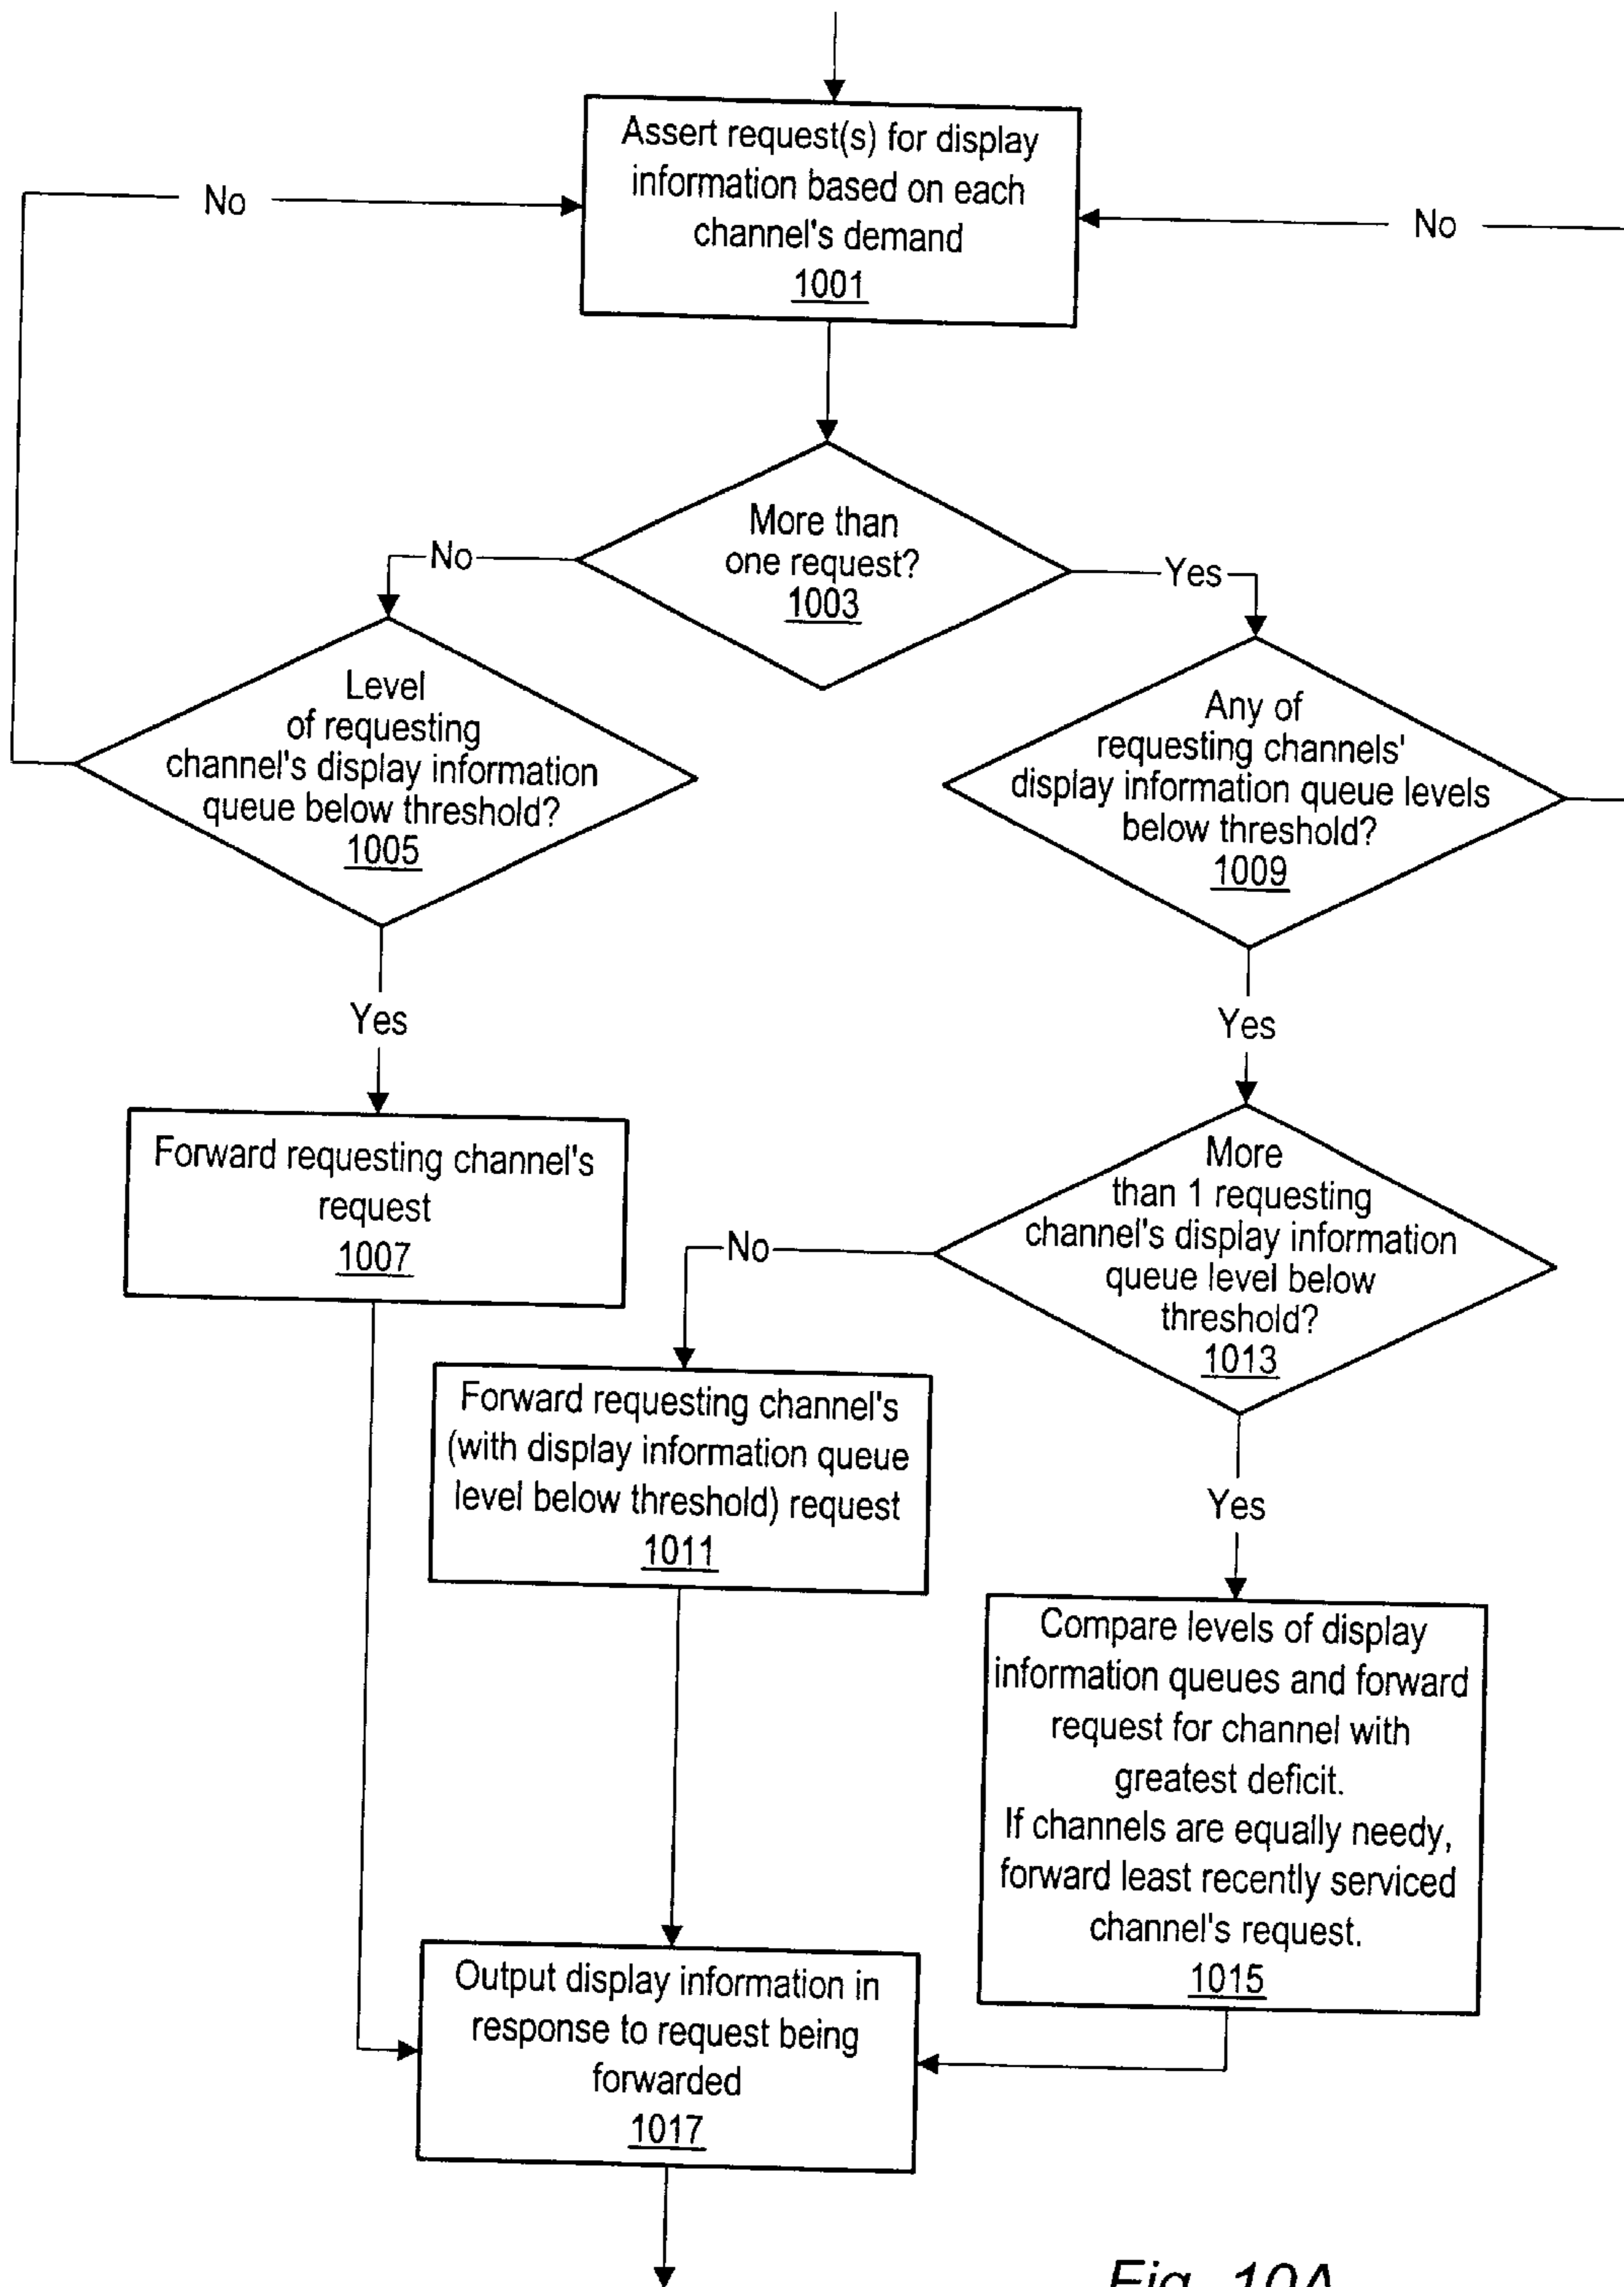 Assert request(s) for display
information based on each
channel's demand
1001
No
No
More than
one request?
1003
No
Yes
Level
of requesting
channel's display information
queue below threshold?
1005
Any of
requesting channels'
display information queue levels
below threshold?
1009
Yes
Yes
Forward requesting channel's
request
1007
More
than 1 requesting
channel's display information
queue level below
threshold?
1013
No
Forward requesting channel's
(with display information queue
level below threshold) request
1011
Yes
Compare levels of display
information queues and forward
request for channel with
greatest deficit.
If channels are equally needy,
forward least recently serviced
channel's request.
1015
Output display information in
response to request being
forwarded
1017
Fig. 10A